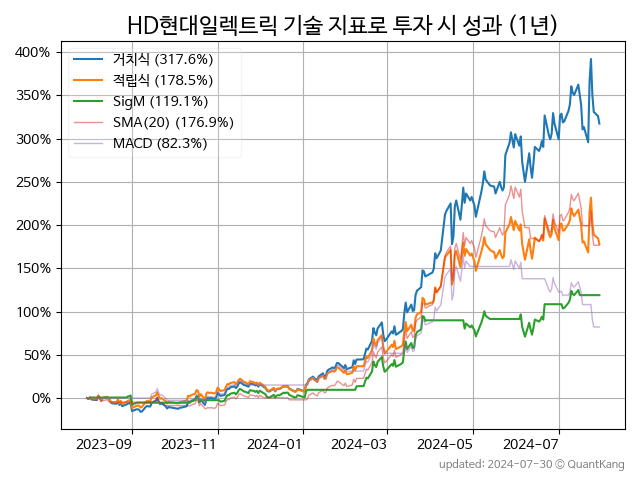 HD현대일렉트릭 기술 지표로 투자 시 성과 (1년)
400%
350%
300%
250%
200%
150%
100%
50%
0%
거치식 (317.6%)
적립식 (178.5%)
SigM (119.1%)
SMA(20) (176.9%)
MACD (82.3%)
2023-09 2023-11 2024-01 2024-03 2024-05 2024-07
updated: 2024-07-30 © QuantKang